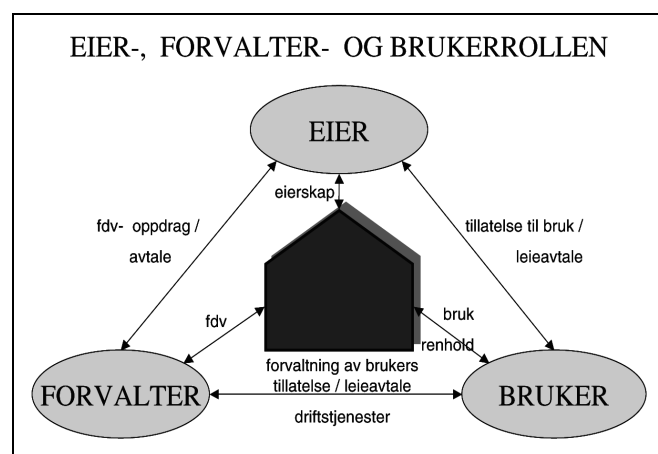 EIER-, FORVALTER- OG BRUKERROLLEN
EIER
eierskap
fdv- oppdrag /
avtale
tillatelse til bruk /
leieavtale
fdv
bruk
renhold
forvaltning av brukers
tillatelse / leieavtale
driftstjenester
FORVALTER
BRUKER